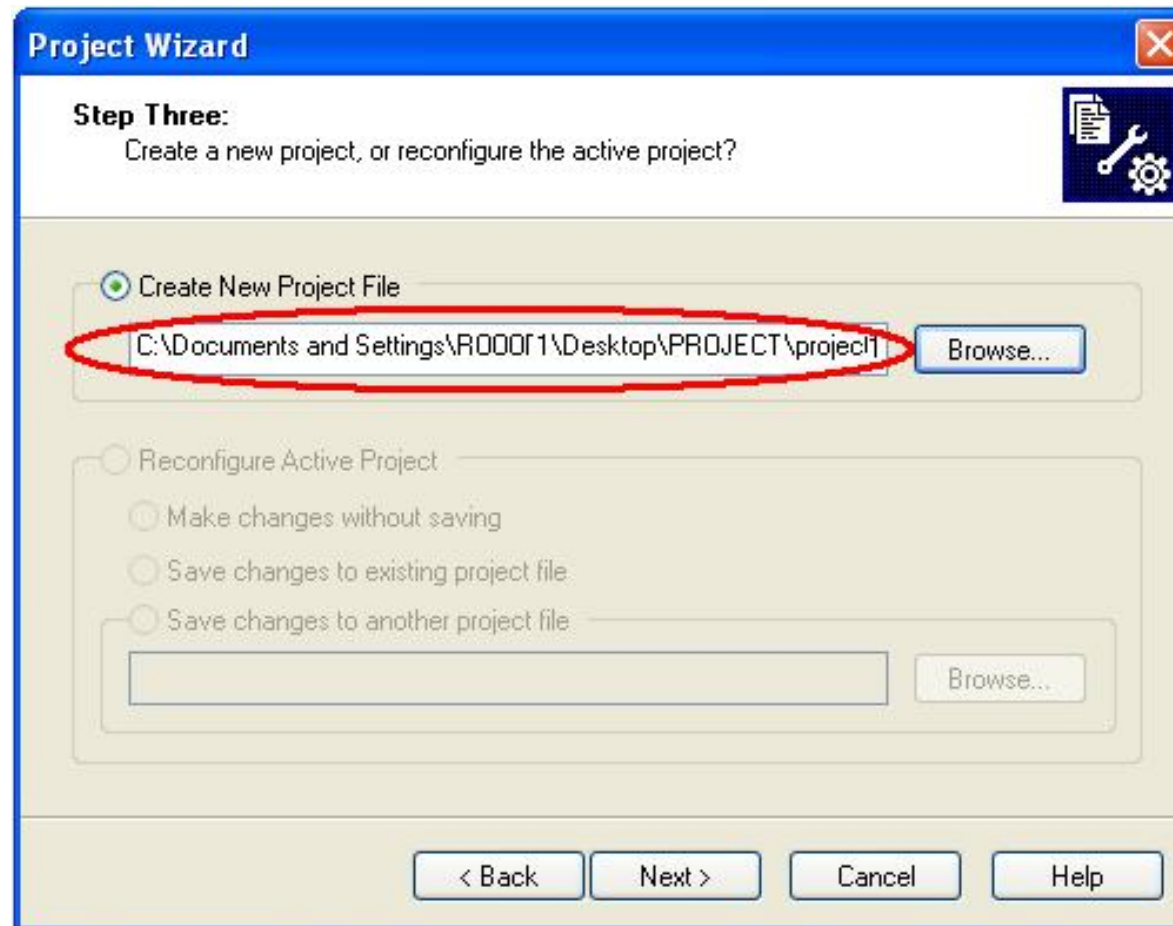 Project Wizard
Step Three:
Create a new project, or reconfigure the active project?
Create New Project File
C:\Documents and Settings\ \Desktop\PROJECT\project1
Browse...
Reconfigure Active Project
Make changes without saving
Save changes to existing project file
Save changes to another project file
Browse...
< Back
Next >
Cancel
Help